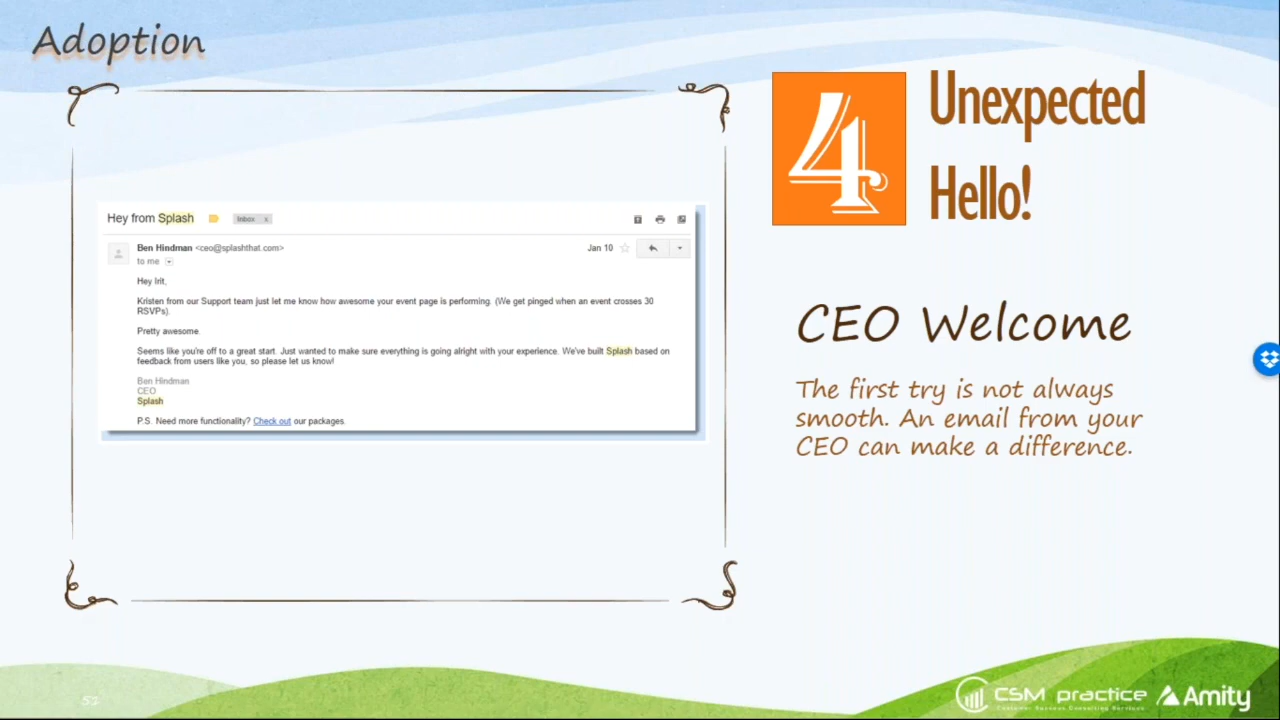 Adoption
4
Unexpected
Hello!
Hey from Splash
Inbox x
Ben Hindman <ceo@splashthat.com>
Jan 10
to me
Hey Irit,
Kristen from our Support team just let me know how awesome your event page is performing. (We get pinged when an event crosses 30
RSVPs).
Pretty awesome.
Seems like you're off to a great start. Just wanted to make sure everything is going alright with your experience. We've built Splash based on
feedback from users like you, so please let us know!
Ben Hindman
CEO
Splash
P.S. Need more functionality? Check out our packages.
CEO Welcome
The first try is not always
smooth. An email from your
CEO can make a difference.
CSM practice
Customer Success Consulting Services
Amity